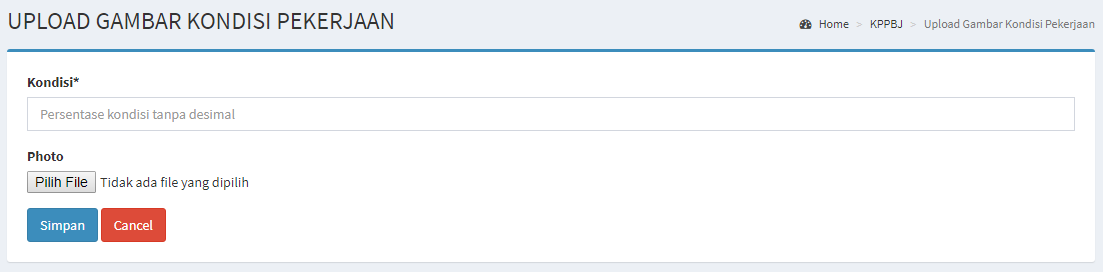 UPLOAD GAMBAR KONDISI PEKERJAAN
Home > KPPBJ > Upload Gambar Kondisi Pekerjaan
Kondisi*
Persentase kondisi tanpa desimal
Photo
Pilih File Tidak ada file yang dipilih
Simpan Cancel